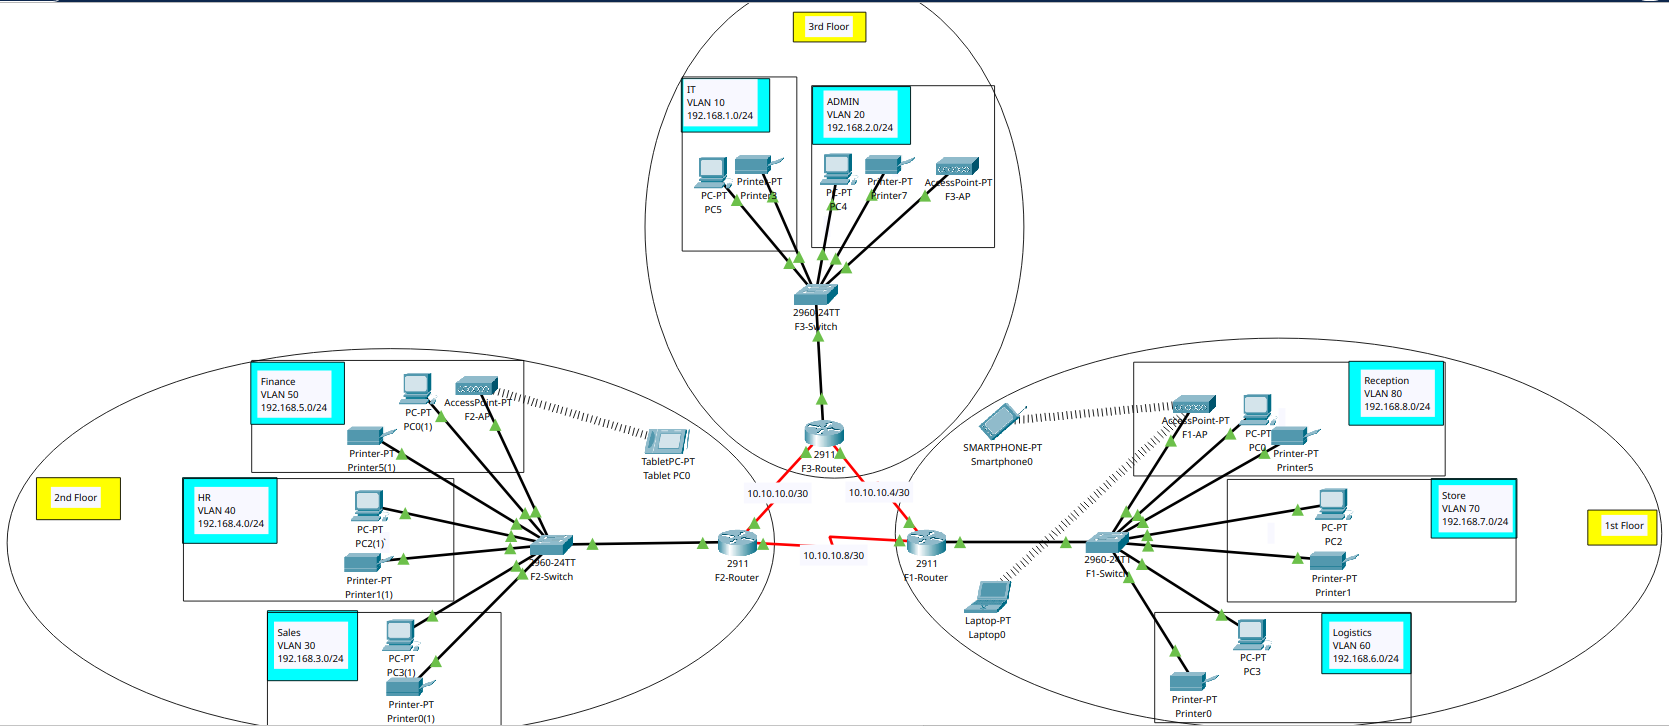 3rd Floor
IT
VLAN 10
192.168.1.0/24
ADMIN
VLAN 20
192.168.2.0/24
PC-PT
PC5
Printer-PT
Printer3
PC-PT
PC4
Printer-PT
Printer7
AccessPoint-PT
F3-AP
2960-24TT
F3-Switch
2911
F3-Router
10.10.10.0/30
10.10.10.4/30
10.10.10.8/30
2nd Floor
Finance
VLAN 50
192.168.5.0/24
PC-PT
PC0(1)
AccessPoint-PT
F2-AP
Printer-PT
Printer5(1)
TabletPC-PT
Tablet PC0
HR
VLAN 40
192.168.4.0/24
PC-PT
PC2(1)
Printer-PT
Printer1(1)
Sales
VLAN 30
192.168.3.0/24
PC-PT
PC3(1)
Printer-PT
Printer0(1)
2960-24TT
F2-Switch
2911
F2-Router
2911
F1-Router
2960-24TT
F1-Switch
SMARTPHONE-PT
Smartphone0
Laptop-PT
Laptop0
Reception
VLAN 80
192.168.8.0/24
AccessPoint-PT
F1-AP
PC-PT
PC0
Printer-PT
Printer5
Store
VLAN 70
192.168.7.0/24
PC-PT
PC2
Printer-PT
Printer1
1st Floor
Logistics
VLAN 60
192.168.6.0/24
PC-PT
PC3
Printer-PT
Printer0